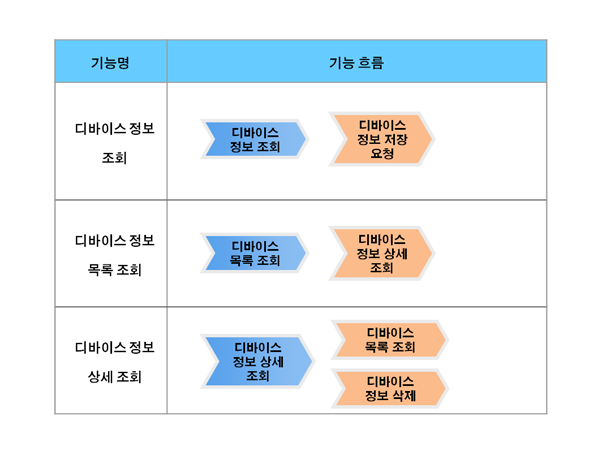 기능명
기능 흐름
디바이스 정보
조회
디바이스
정보 조회
디바이스
정보 저장
요청
디바이스 정보
목록 조회
디바이스
목록 조회
디바이스
정보 상세
조회
디바이스 정보
상세 조회
디바이스
정보 상세
조회
디바이스
목록 조회
디바이스
정보 삭제